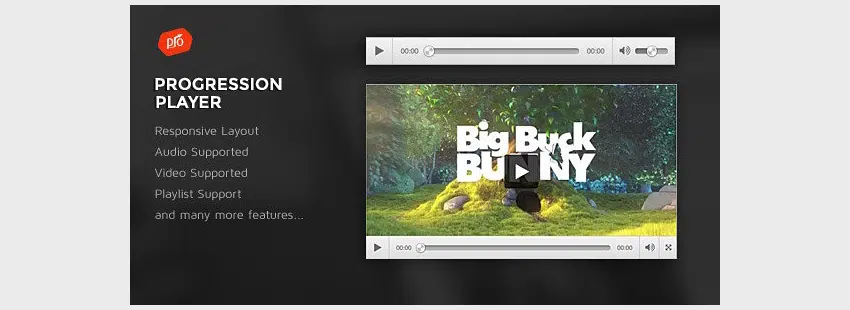 pro
PROGRESSION
PLAYER
Responsive Layout
Audio Supported
Video Supported
Playlist Support
and many more features...
00:00 00:00
Big Buck
BUNNY
00:00 00:00